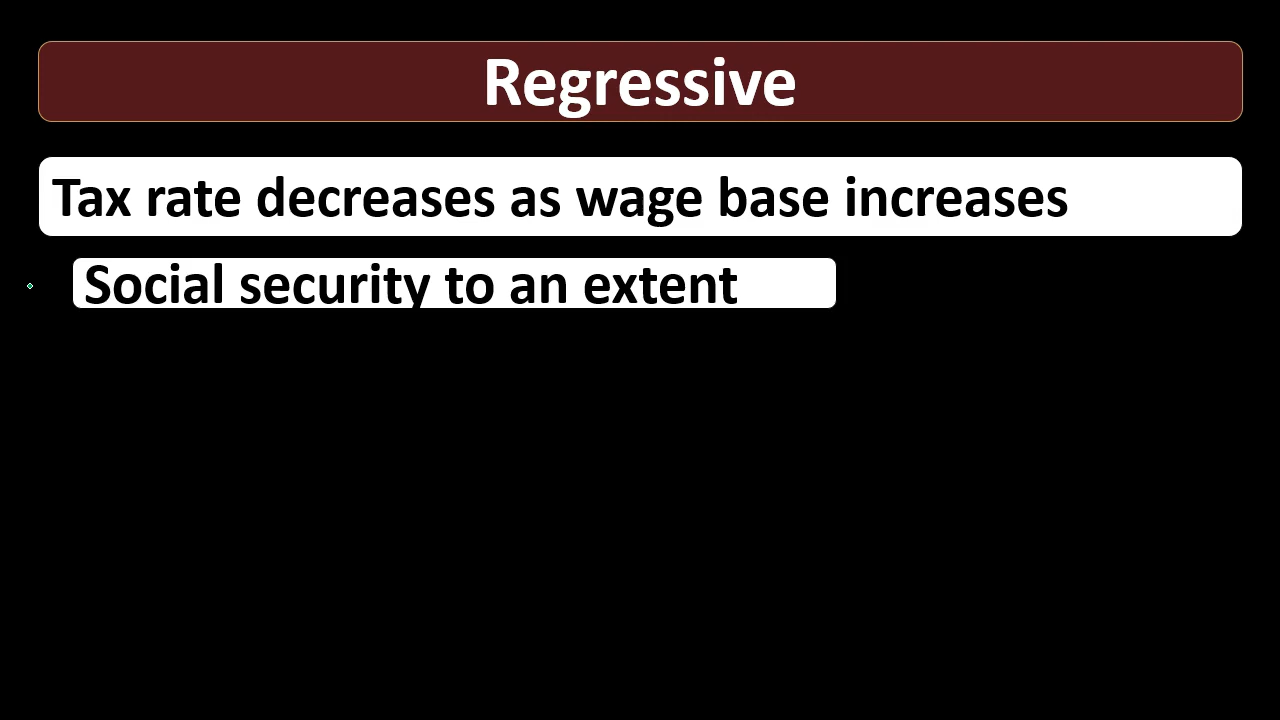 Regressive
Tax rate decreases as wage base increases
Social security to an extent